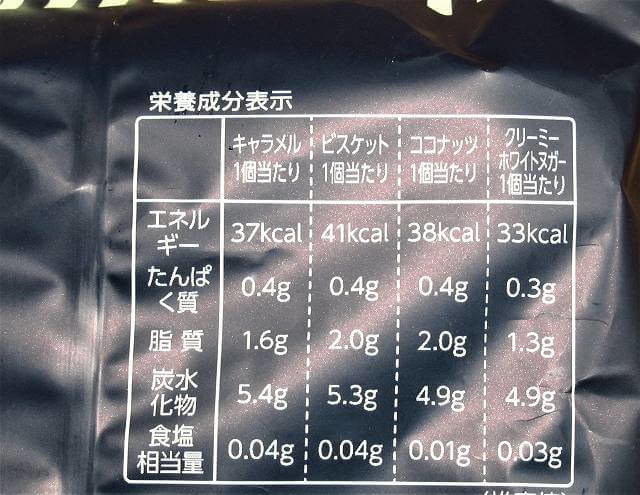 栄養成分表示
キャラメル 1個当たり ビスケット 1個当たり ココナッツ 1個当たり クリーミー ホワイトヌガー 1個当たり
エネルギー 37kcal 41kcal 38kcal 33kcal
たんぱく質 0.4g 0.4g 0.4g 0.3g
脂質 1.6g 2.0g 2.0g 1.3g
炭水化物 5.4g 5.3g 4.9g 4.9g
食塩相当量 0.04g 0.04g 0.01g 0.03g